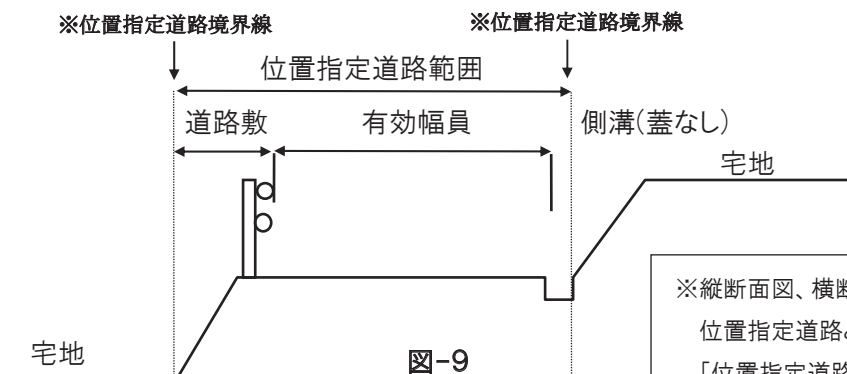 ※位置指定道路境界線
※位置指定道路境界線
位置指定道路範囲
道路敷
有効幅員
側溝(蓋なし)
宅地
※縦断面図、横断
位置指定道路
「位置指定道路
宅地
図-9